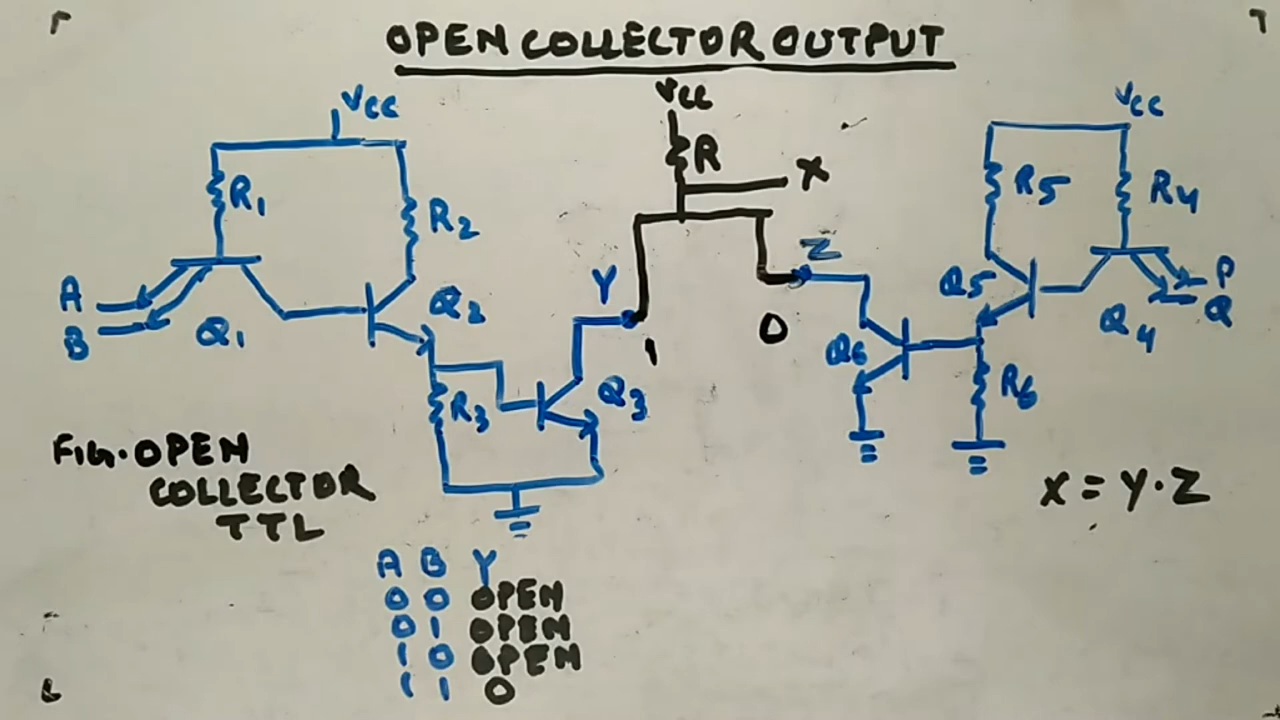 OPEN COLLECTOR OUTPUT
VCC
R1
R2
A
B
Q1
Q2
R3
Q3
Y
1
VCC
R
X
0
Z
VCC
R5
R4
Q5
Q4
P
Q
Q6
R6
FIG. OPEN
COLLECTOR
TTL
X = Y·Z
A B Y
0 0 OPEN
0 1 OPEN
1 0 OPEN
1 1 0